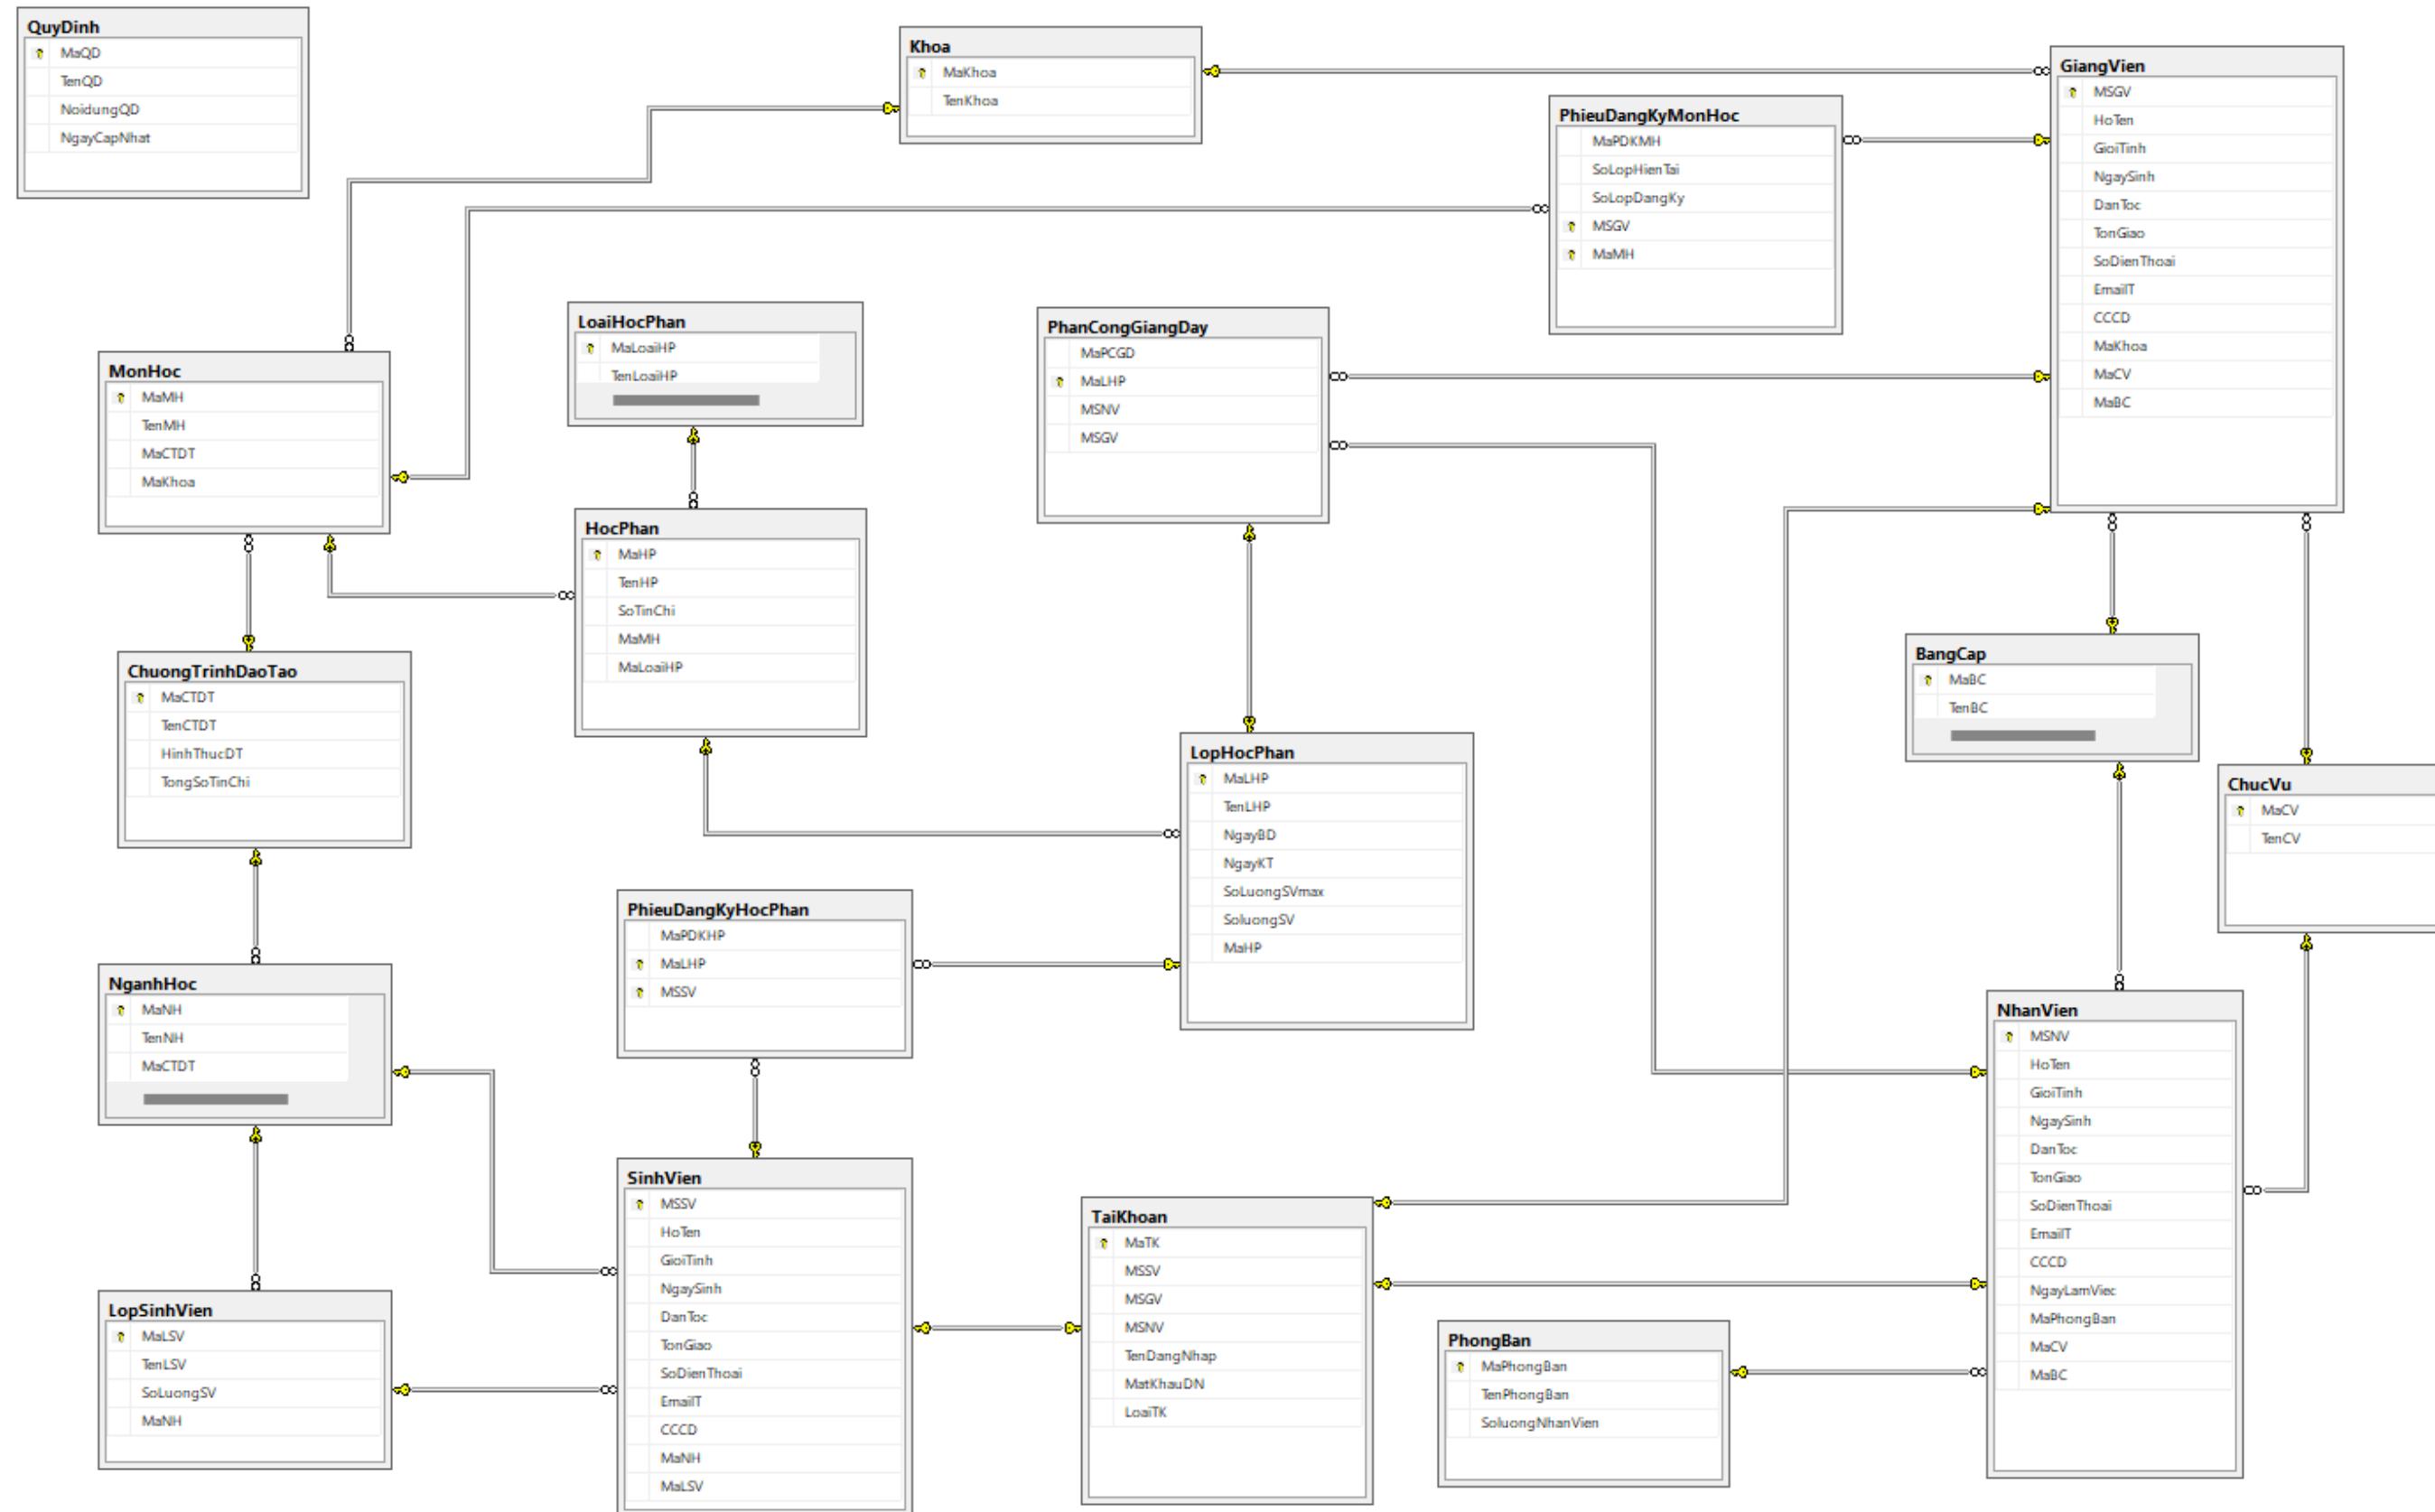 QuyDinh
MaQD
TenQD
NoidungQD
NgayCapNhat
Khoa
MaKhoa
TenKhoa
GiangVien
MSGV
HoTen
GioiTinh
NgaySinh
DanToc
TonGiao
SoDienThoai
EmailT
CCCD
MaKhoa
MaCV
MaBC
PhieuDangKyMonHoc
MaPDKMH
SoLopHienTai
SoLopDangKy
MSGV
MaMH
LoaiHocPhan
MaLoaiHP
TenLoaiHP
PhanCongGiangDay
MaPCGD
MaLHP
MSNV
MSGV
MonHoc
MaMH
TenMH
MaCTDT
MaKhoa
HocPhan
MaHP
TenHP
SoTinChi
MaMH
MaLoaiHP
ChuongTrinhDaoTao
MaCTDT
TenCTDT
HinhThucDT
TongSoTinChi
BangCap
MaBC
TenBC
LopHocPhan
MaLHP
TenLHP
NgayBD
NgayKT
SoLuongSVmax
SoluongSV
MaHP
ChucVu
MaCV
TenCV
PhieuDangKyHocPhan
MaPDKHP
MaLHP
MSSV
NganhHoc
MaNH
TenNH
MaCTDT
NhanVien
MSNV
HoTen
GioiTinh
NgaySinh
DanToc
TonGiao
SoDienThoai
EmailT
CCCD
NgayLamViec
MaPhongBan
MaCV
MaBC
SinhVien
MSSV
HoTen
GioiTinh
NgaySinh
DanToc
TonGiao
SoDienThoai
EmailT
CCCD
MaNH
MaLSV
TaiKhoan
MaTK
MSSV
MSGV
MSNV
TenDangNhap
MatKhauDN
LoaiTK
LopSinhVien
MaLSV
TenLSV
SoLuongSV
MaNH
PhongBan
MaPhongBan
TenPhongBan
SoluongNhanVien